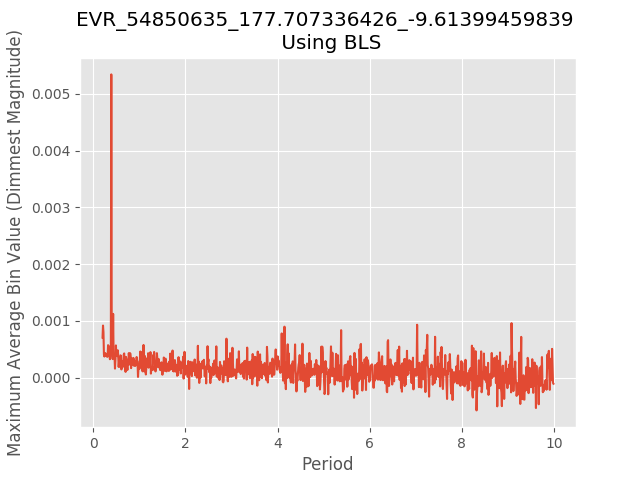 EVR_54850635_177.707336426_-9.61399459839
Using BLS
Maximum Average Bin Value (Dimmest Magnitude)
0.005
0.004
0.003
0.002
0.001
0.000
0 2 4 6 8 10
Period